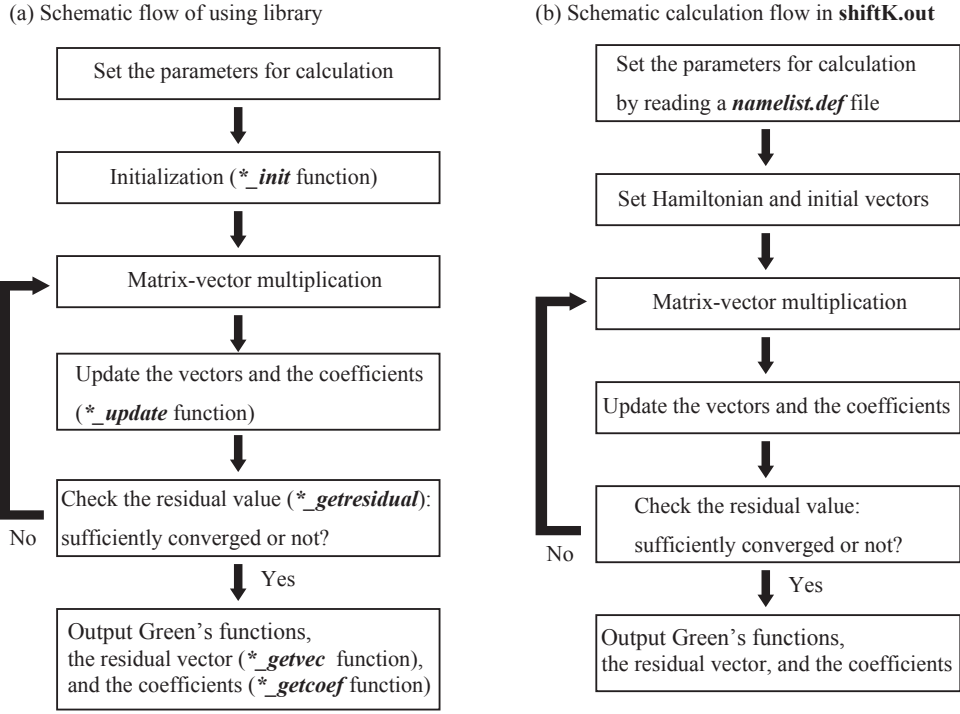 (a) Schematic flow of using library
Set the parameters for calculation
Initialization (*_init function)
Matrix-vector multiplication
Update the vectors and the coefficients
(*_update function)
Check the residual value (*_getresidual):
sufficiently converged or not?
No
Yes
Output Green's functions,
the residual vector (*_getvec function),
and the coefficients (*_getcoef function)
(b) Schematic calculation flow in shiftK.out
Set the parameters for calculation
by reading a namelist.def file
Set Hamiltonian and initial vectors
Matrix-vector multiplication
Update the vectors and the coefficients
Check the residual value:
sufficiently converged or not?
No
Yes
Output Green's functions,
the residual vector, and the coefficients